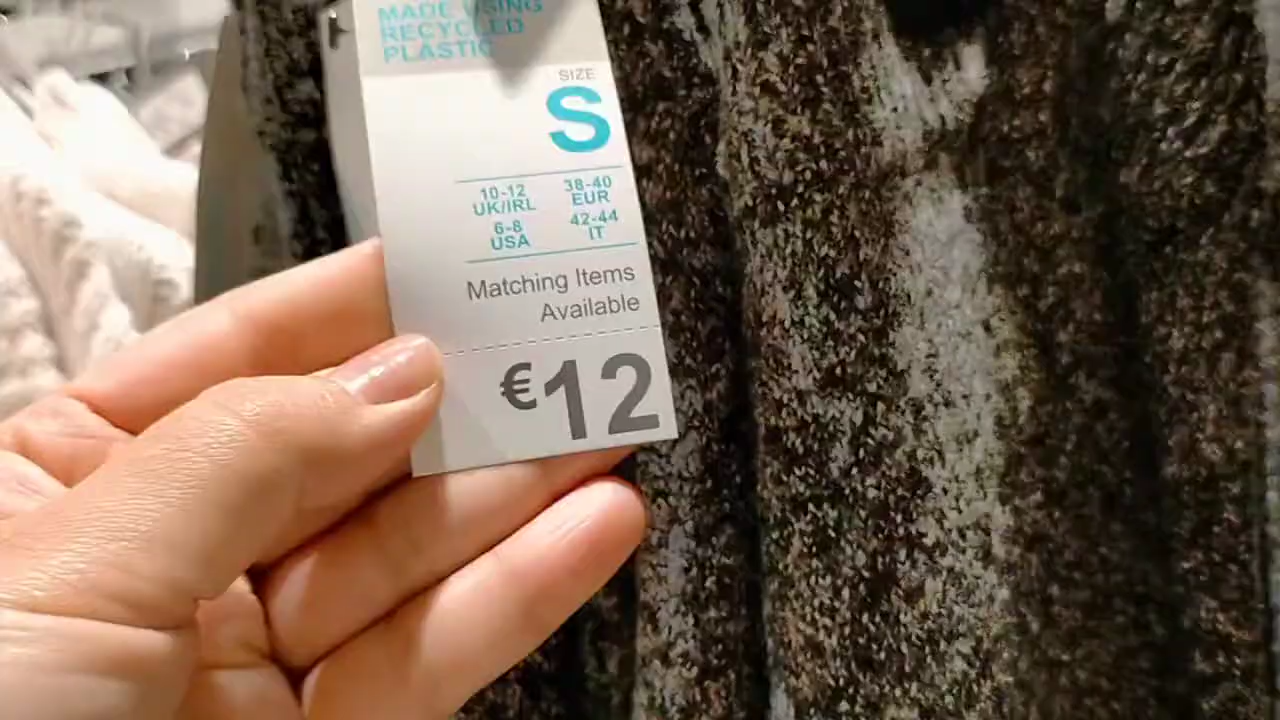 MADE USING
RECYCLED
PLASTIC
SIZE
S
10-12 38-40
UK/IRL EUR
6-8 42-44
USA IT
Matching Items
Available
€12